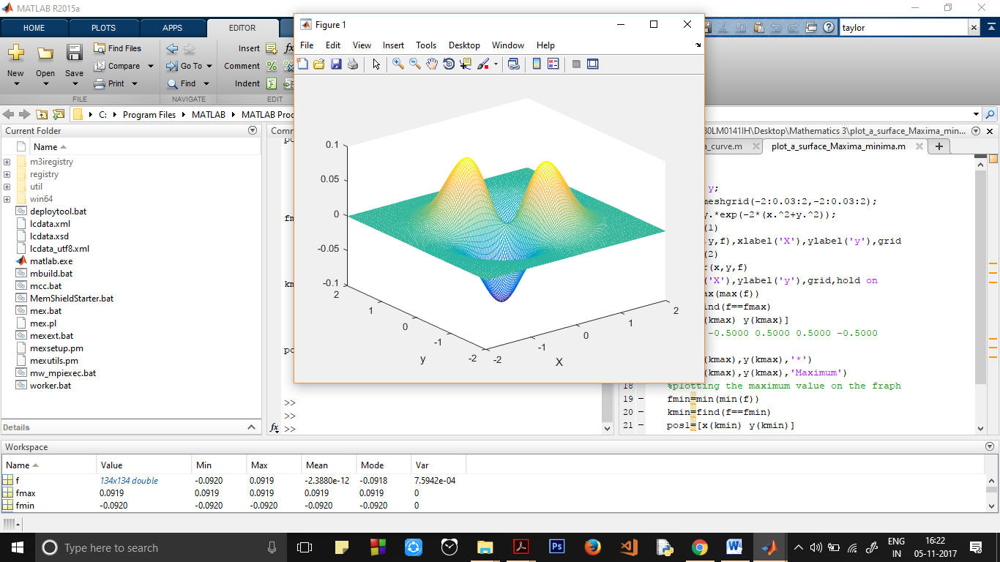 MATLAB R2015a
HOME PLOTS APPS EDITOR
taylor
New Open Save
Find Files
Compare
Print
Go To
Find
Insert fx
Comment %
Indent
FILE NAVIGATE EDIT
C: Program Files MATLAB MATLAB Proc
Current Folder
Name
m3iregistry
registry
util
win64
deploytool.bat
lcdata.xml
lcdata.xsd
lcdata_utf8.xml
matlab.exe
mbuild.bat
mcc.bat
MemShieldStarter.bat
mex.bat
mex.pl
mexext.bat
mexsetup.pm
mexutils.pm
mw_mpiexec.bat
worker.bat
Details
Comm
po
fm
km
po
>>
>>
fx >>
Figure 1
File Edit View Insert Tools Desktop Window Help
0.1
0.05
0
-0.05
-0.1
2 1 0 -1 -2
y
-2 -1 0 1 2
X
80LM0141IH\Desktop\Mathematics 3\plot_a_surface_Maxima_min...
a_curve.m plot_a_surface_Maxima_minima.m
y;
meshgrid(-2:0.03:2,-2:0.03:2);
y.*exp(-2*(x.^2+y.^2));
(1)
,y,f),xlabel('X'),ylabel('y'),grid
(2)
r(x,y,f)
('X'),ylabel('y'),grid,hold on
ax(max(f))
ind(f==fmax)
(kmax) y(kmax)]
-0.5000 0.5000 0.5000 -0.5000
(kmax),y(kmax),'*')
(kmax),y(kmax),'Maximum')
18 %plotting the maximum value on the fraph
19 – fmin=min(min(f))
20 – kmin=find(f==fmin)
21 – posl=[x(kmin) y(kmin)]
Workspace
Name Value Min Max Mean Mode Var
f 134x134 double -0.0920 0.0919 -2.3880e-12 -0.0918 7.5942e-04
fmax 0.0919 0.0919 0.0919 0.0919 0.0919 0
fmin -0.0920 -0.0920 -0.0920 -0.0920 -0.0920 0
Type here to search
ENG
IN
16:22
05-11-2017